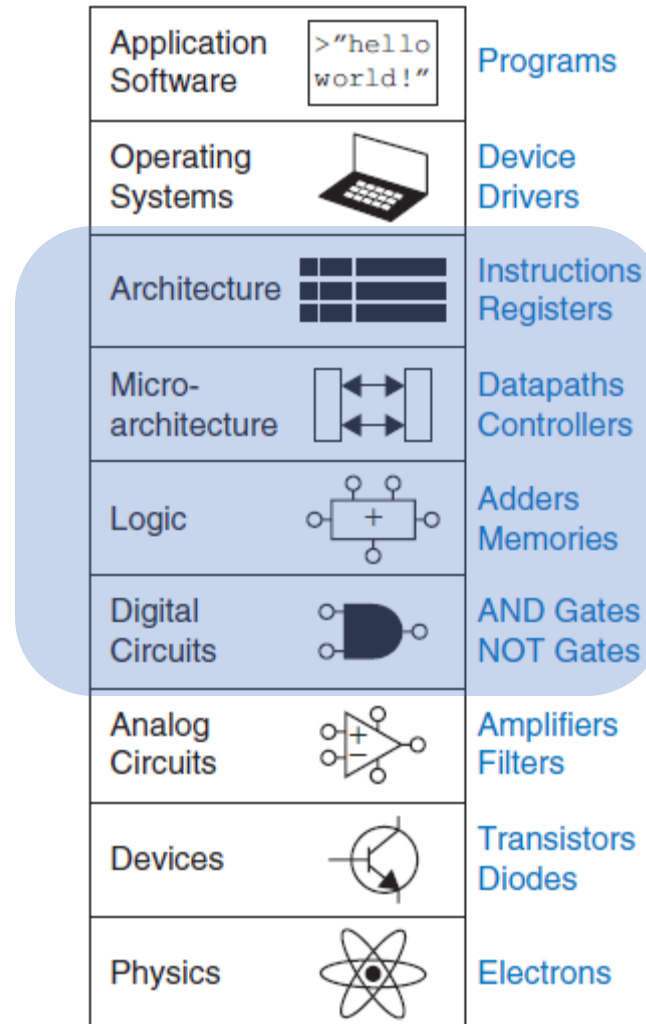 Application
Software
>"hello
world!"
Programs
Operating
Systems
Device
Drivers
Architecture
Instructions
Registers
Micro-
architecture
Datapaths
Controllers
Logic
+
Adders
Memories
Digital
Circuits
AND Gates
NOT Gates
Analog
Circuits
+
−
Amplifiers
Filters
Devices
Transistors
Diodes
Physics
Electrons